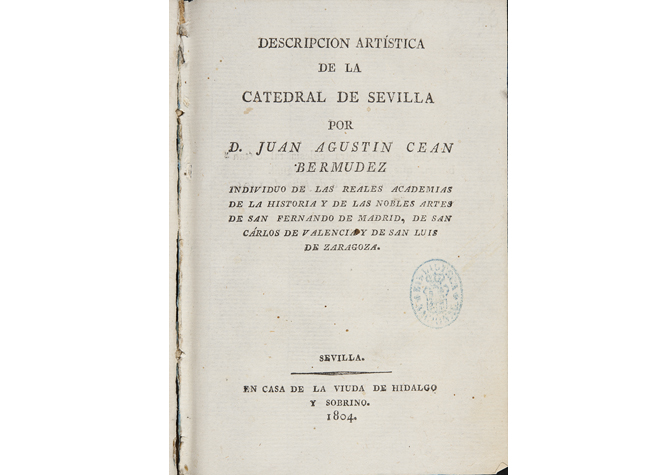 DESCRIPCION ARTÍSTICA
DE LA
CATEDRAL DE SEVILLA
POR
D. JUAN AGUSTIN CEAN
BERMUDEZ
INDIVIDUO DE LAS REALES ACADEMIAS
DE LA HISTORIA Y DE LAS NOBLES ARTES
DE SAN FERNANDO DE MADRID, DE SAN
CÁRLOS DE VALENCIA Y DE SAN LUIS
DE ZARAGOZA.
SEVILLA.
EN CASA DE LA VIUDA DE HIDALGO
Y SOBRINO.
1804.